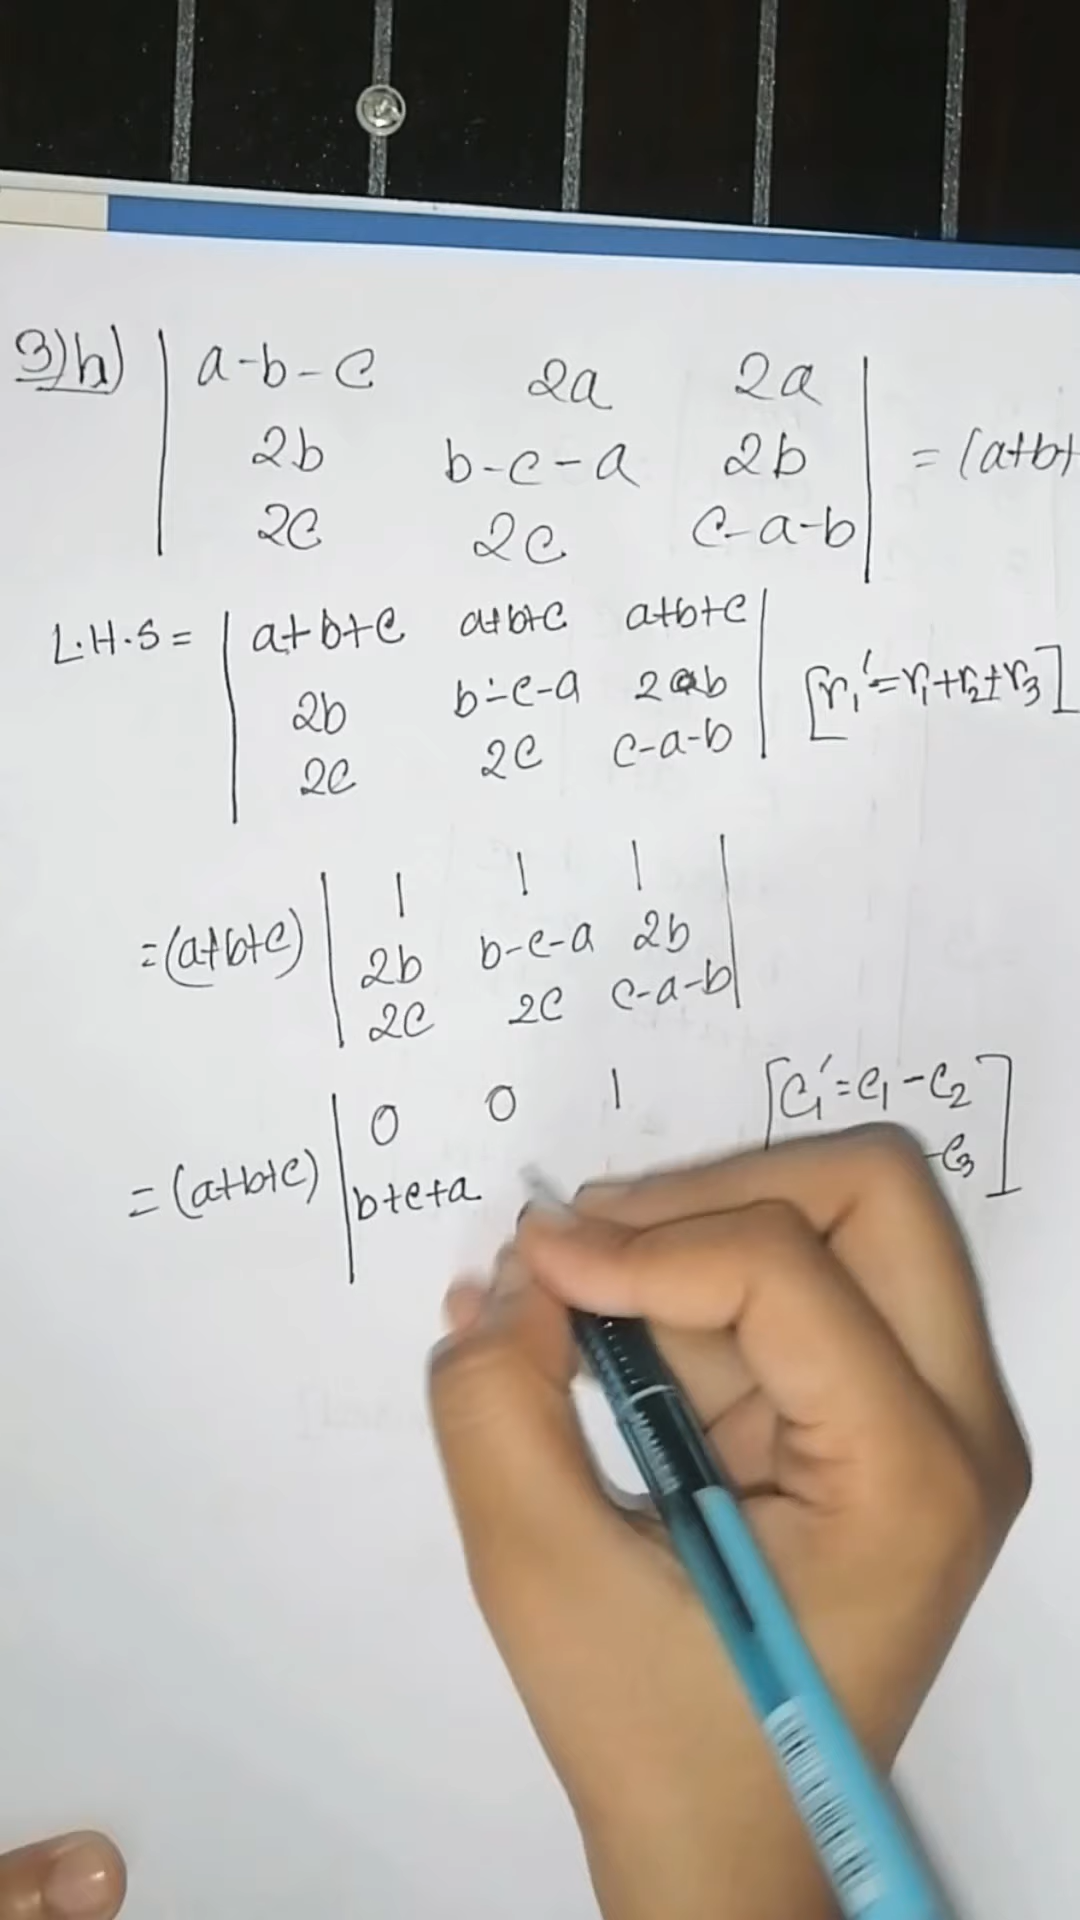 3)h) | a-b-c 2a 2a |
| 2b b-c-a 2b | = (a+b+
| 2c 2c c-a-b |
L.H.S = | a+b+c a+b+c a+b+c |
| 2b b-c-a 2b | [r₁′=r₁+r₂+r₃]
| 2c 2c c-a-b |
| 1 1 1 |
=(a+b+c) | 2b b-c-a 2b |
| 2c 2c c-a-b |
| 0 0 1 [c₁′=c₁-c₂]
= (a+b+c) | b+c+a -c₃